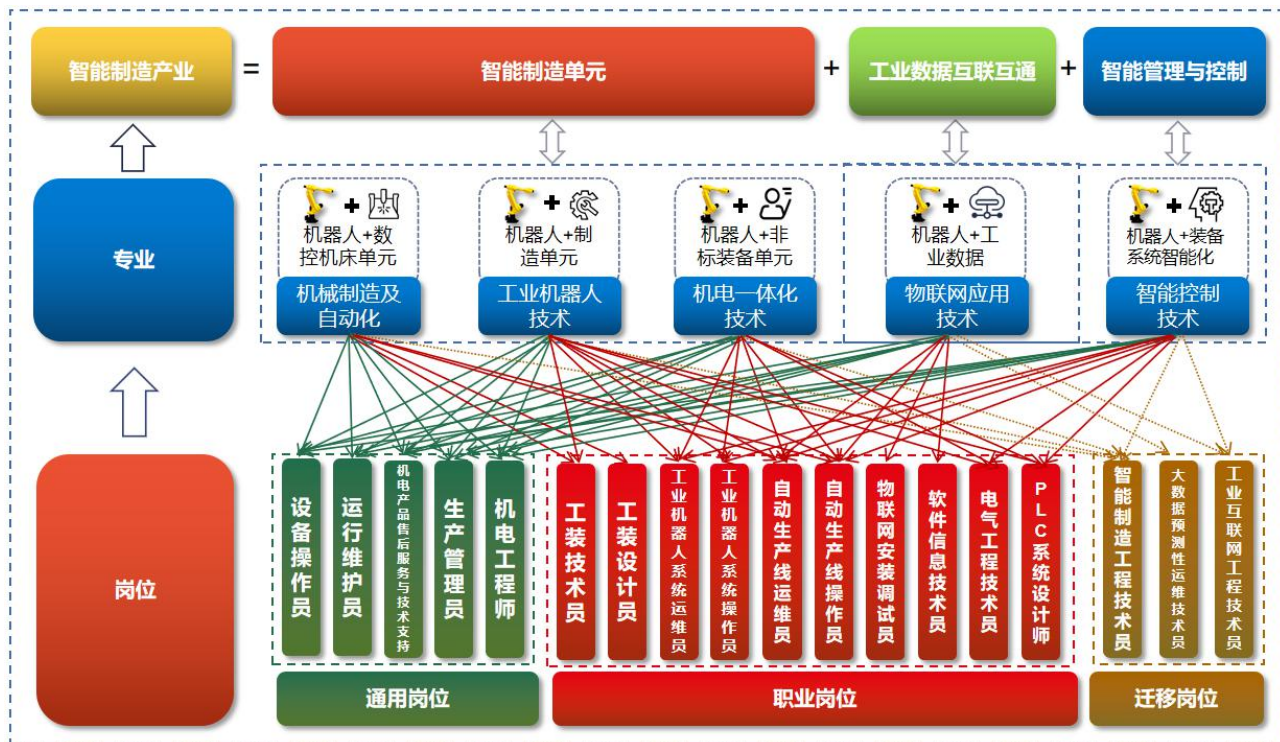 智能制造产业
=
智能制造单元
+
工业数据互联互通
+
智能管理与控制
专业
+
机器人+数
控机床单元
机械制造及
自动化
+
机器人+制
造单元
工业机器人
技术
+
机器人+非
标装备单元
机电一体化
技术
+
机器人+工
业数据
物联网应用
技术
+
机器人+装备
系统智能化
智能控制
技术
岗位
设备操作员
运行维护员
机电产品售后服务与技术支持
生产管理员
机电工程师
工装技术员
工装设计员
工业机器人系统运维员
工业机器人系统操作员
自动生产线运维员
自动生产线操作员
物联网安装调试员
软件信息技术员
电气工程技术员
PLC系统设计师
智能制造工程技术员
大数据预测性运维技术员
工业互联网工程技术员
通用岗位
职业岗位
迁移岗位